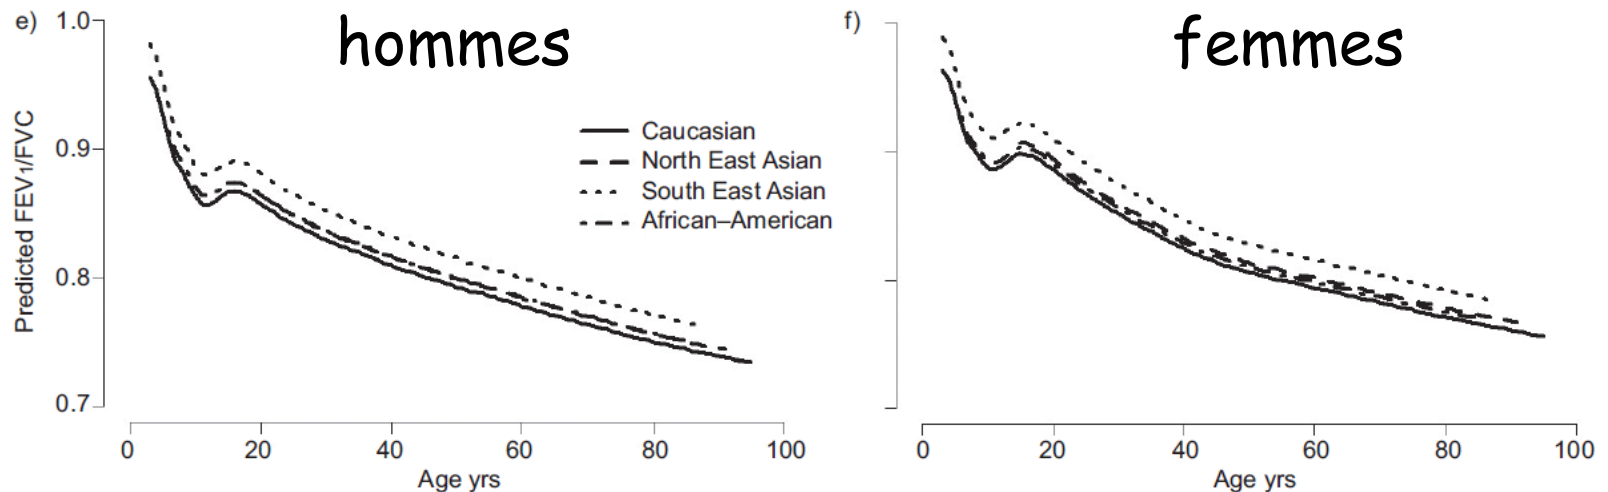 e)
hommes
Predicted FEV1/FVC
1.0
0.9
0.8
0.7
Caucasian
North East Asian
South East Asian
African–American
0 20 40 60 80 100
Age yrs
f)
femmes
0 20 40 60 80 100
Age yrs